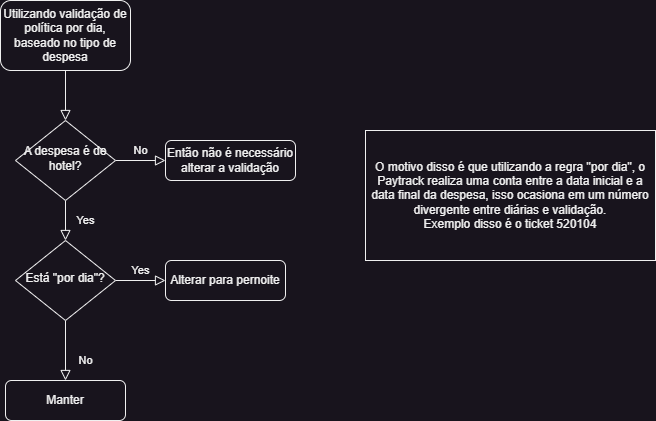 Utilizando validação de
política por dia,
baseado no tipo de
despesa
A despesa é de
hotel?
No
Então não é necessário
alterar a validação
Yes
Está "por dia"?
Yes
Alterar para pernoite
No
Manter
O motivo disso é que utilizando a regra "por dia", o
Paytrack realiza uma conta entre a data inicial e a
data final da despesa, isso ocasiona em um número
divergente entre diárias e validação.
Exemplo disso é o ticket 520104